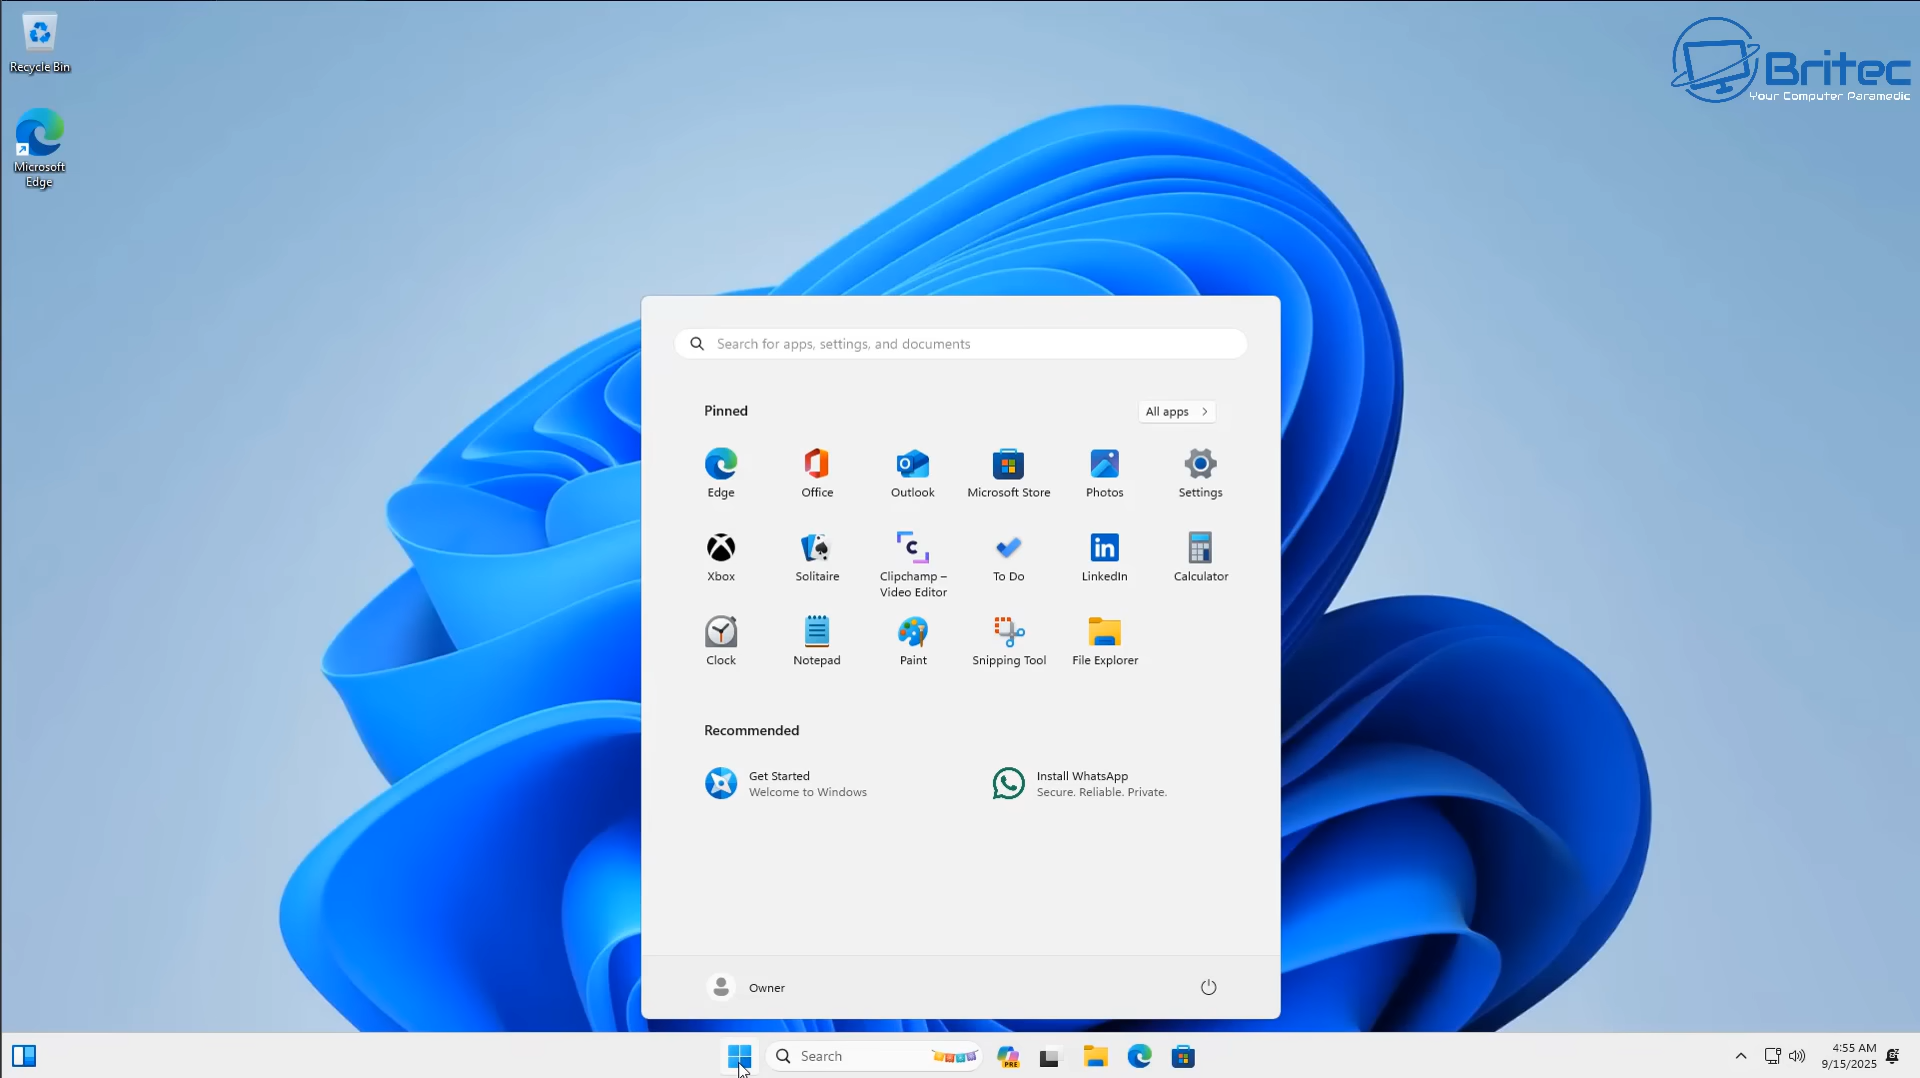 Recycle Bin
Microsoft
Edge
Britec
Your Computer Paramedic
Search for apps, settings, and documents
Pinned
All apps
Edge
Office
Outlook
Microsoft Store
Photos
Settings
Xbox
Solitaire
Clipchamp –
Video Editor
To Do
LinkedIn
Calculator
Clock
Notepad
Paint
Snipping Tool
File Explorer
Recommended
Get Started
Welcome to Windows
Install WhatsApp
Secure. Reliable. Private.
Owner
Search
PRE
4:55 AM
9/15/2025